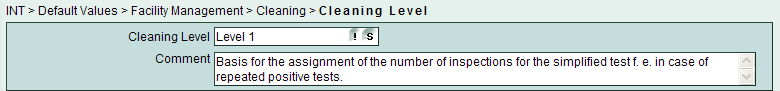 INT > Default Values > Facility Management > Cleaning > Cleaning Level
Cleaning Level Level 1 ! S
Comment Basis for the assignment of the number of inspections for the simplified test f. e. in case of
repeated positive tests.